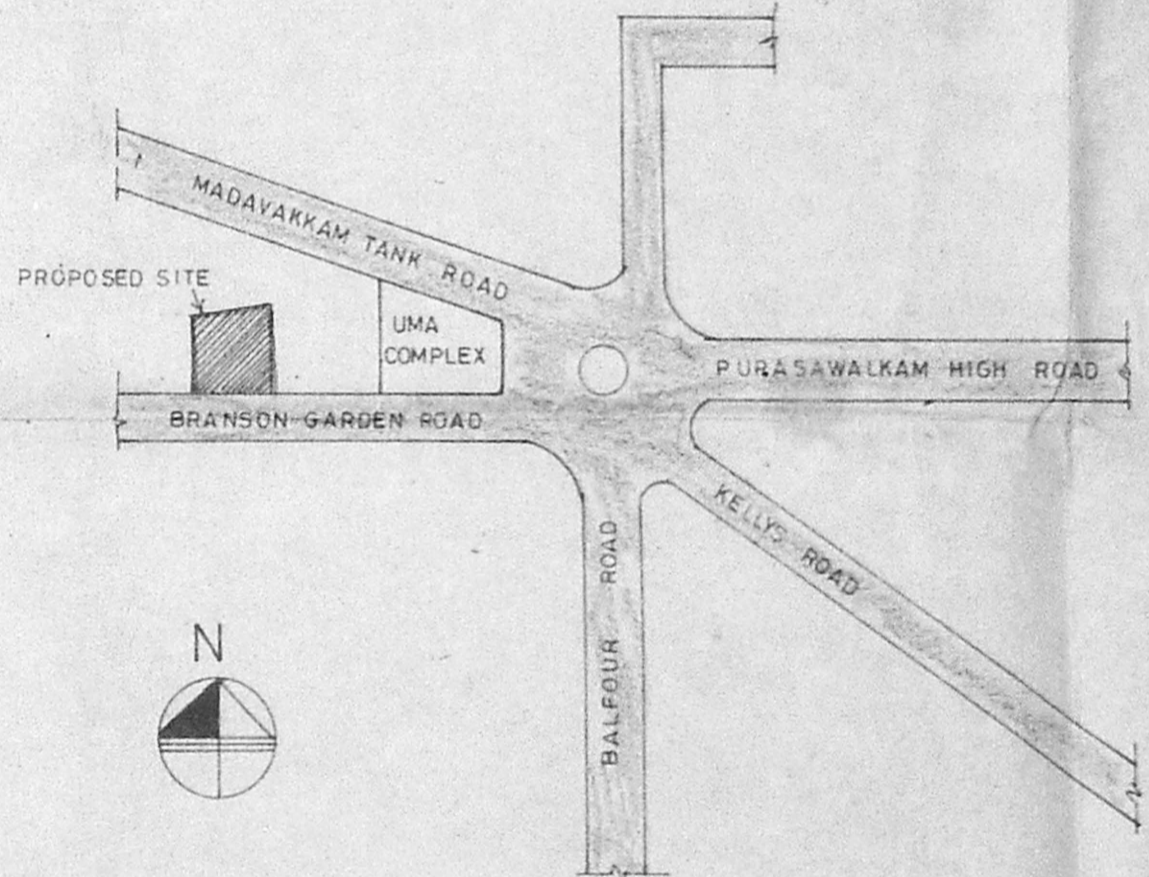 MADAVAKKAM TANK ROAD
PROPOSED SITE
UMA
COMPLEX
PURASAWALKAM HIGH ROAD
BRANSON GARDEN ROAD
KELLYS ROAD
BALFOUR ROAD
N